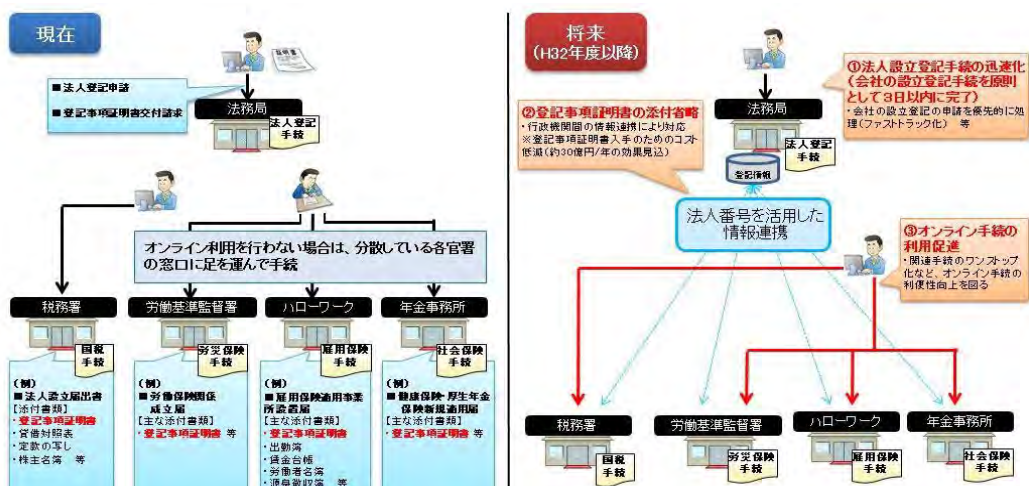 現在
証明書
■法人登記申請
■登記事項証明書交付請求
法務局
法人登記
手続
オンライン利用を行わない場合は、分散している各官署
の窓口に足を運んで手続
税務署
国税
手続
(例)
■法人設立届出書
【添付書類】
・登記事項証明書
・貸借対照表
・定款の写し
・株主名簿 等
労働基準監督署
労災保険
手続
(例)
■労働保険関係
成立届
【主な添付書類】
・登記事項証明書 等
ハローワーク
雇用保険
手続
(例)
■雇用保険適用事業
所設置届
【主な添付書類】
・登記事項証明書
・出勤簿
・賃金台帳
・労働者名簿
・源泉徴収簿 等
年金事務所
社会保険
手続
(例)
■健康保険・厚生年金
保険新規適用届
【主な添付書類】
・登記事項証明書 等
将来
(H32年度以降)
①法人設立登記手続の迅速化
(会社の設立登記手続を原則
として3日以内に完了)
・会社の設立登記の申請を優先的に処
理(ファストトラック化) 等
法務局
法人登記
手続
登記情報
②登記事項証明書の添付省略
・行政機関間の情報連携により対応
※登記事項証明書入手のためのコスト
低減(約30億円/年の効果見込)
法人番号を活用した
情報連携
③オンライン手続の
利用促進
・関連手続のワンストップ
化など、オンライン手続の
利便性向上を図る
税務署
国税
手続
労働基準監督署
労災保険
手続
ハローワーク
雇用保険
手続
年金事務所
社会保険
手続